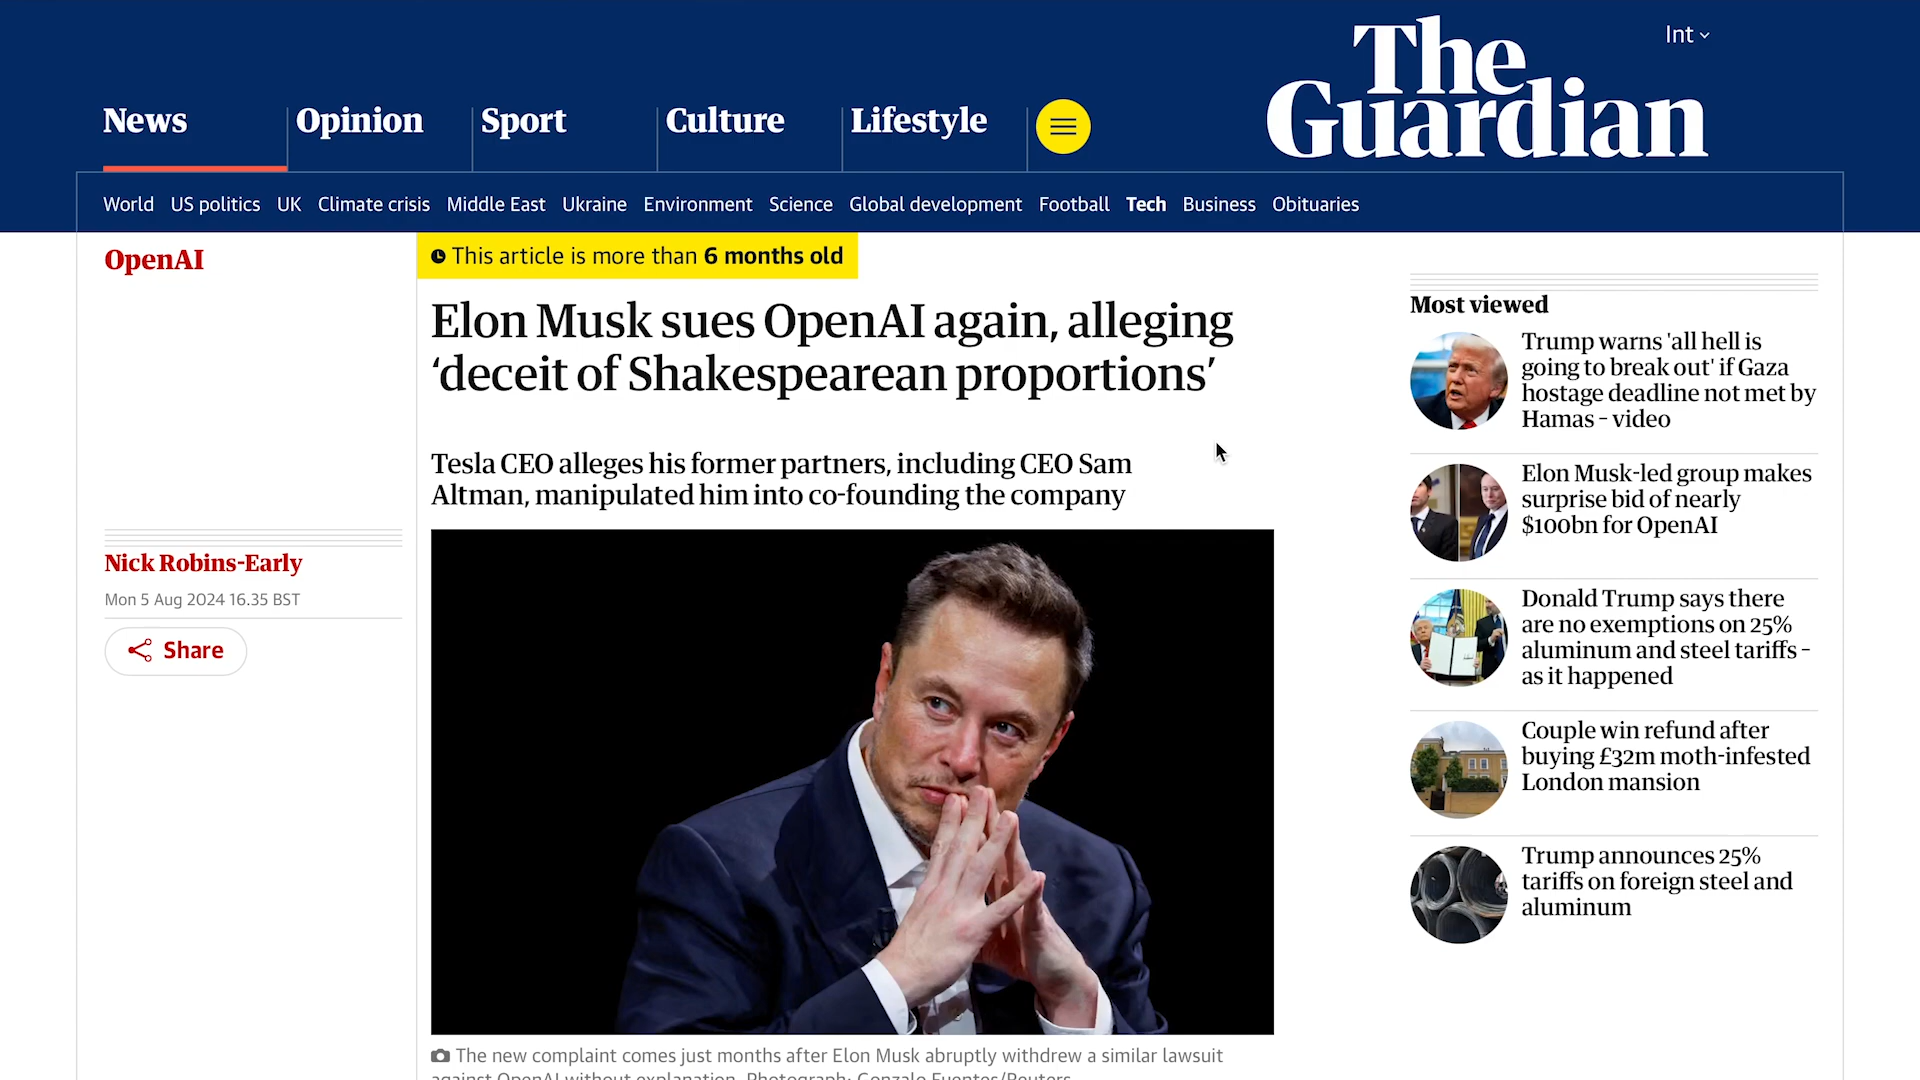 Int
The
Guardian
News
Opinion
Sport
Culture
Lifestyle
World US politics UK Climate crisis Middle East Ukraine Environment Science Global development Football Tech Business Obituaries
OpenAI
This article is more than 6 months old
Elon Musk sues OpenAI again, alleging
‘deceit of Shakespearean proportions’
Tesla CEO alleges his former partners, including CEO Sam
Altman, manipulated him into co-founding the company
Nick Robins-Early
Mon 5 Aug 2024 16.35 BST
Share
The new complaint comes just months after Elon Musk abruptly withdrew a similar lawsuit
against OpenAI without explanation. Photograph: Gonzalo Fuentes/Reuters
Most viewed
Trump warns 'all hell is
going to break out' if Gaza
hostage deadline not met by
Hamas – video
Elon Musk-led group makes
surprise bid of nearly
$100bn for OpenAI
Donald Trump says there
are no exemptions on 25%
aluminum and steel tariffs –
as it happened
Couple win refund after
buying £32m moth-infested
London mansion
Trump announces 25%
tariffs on foreign steel and
aluminum